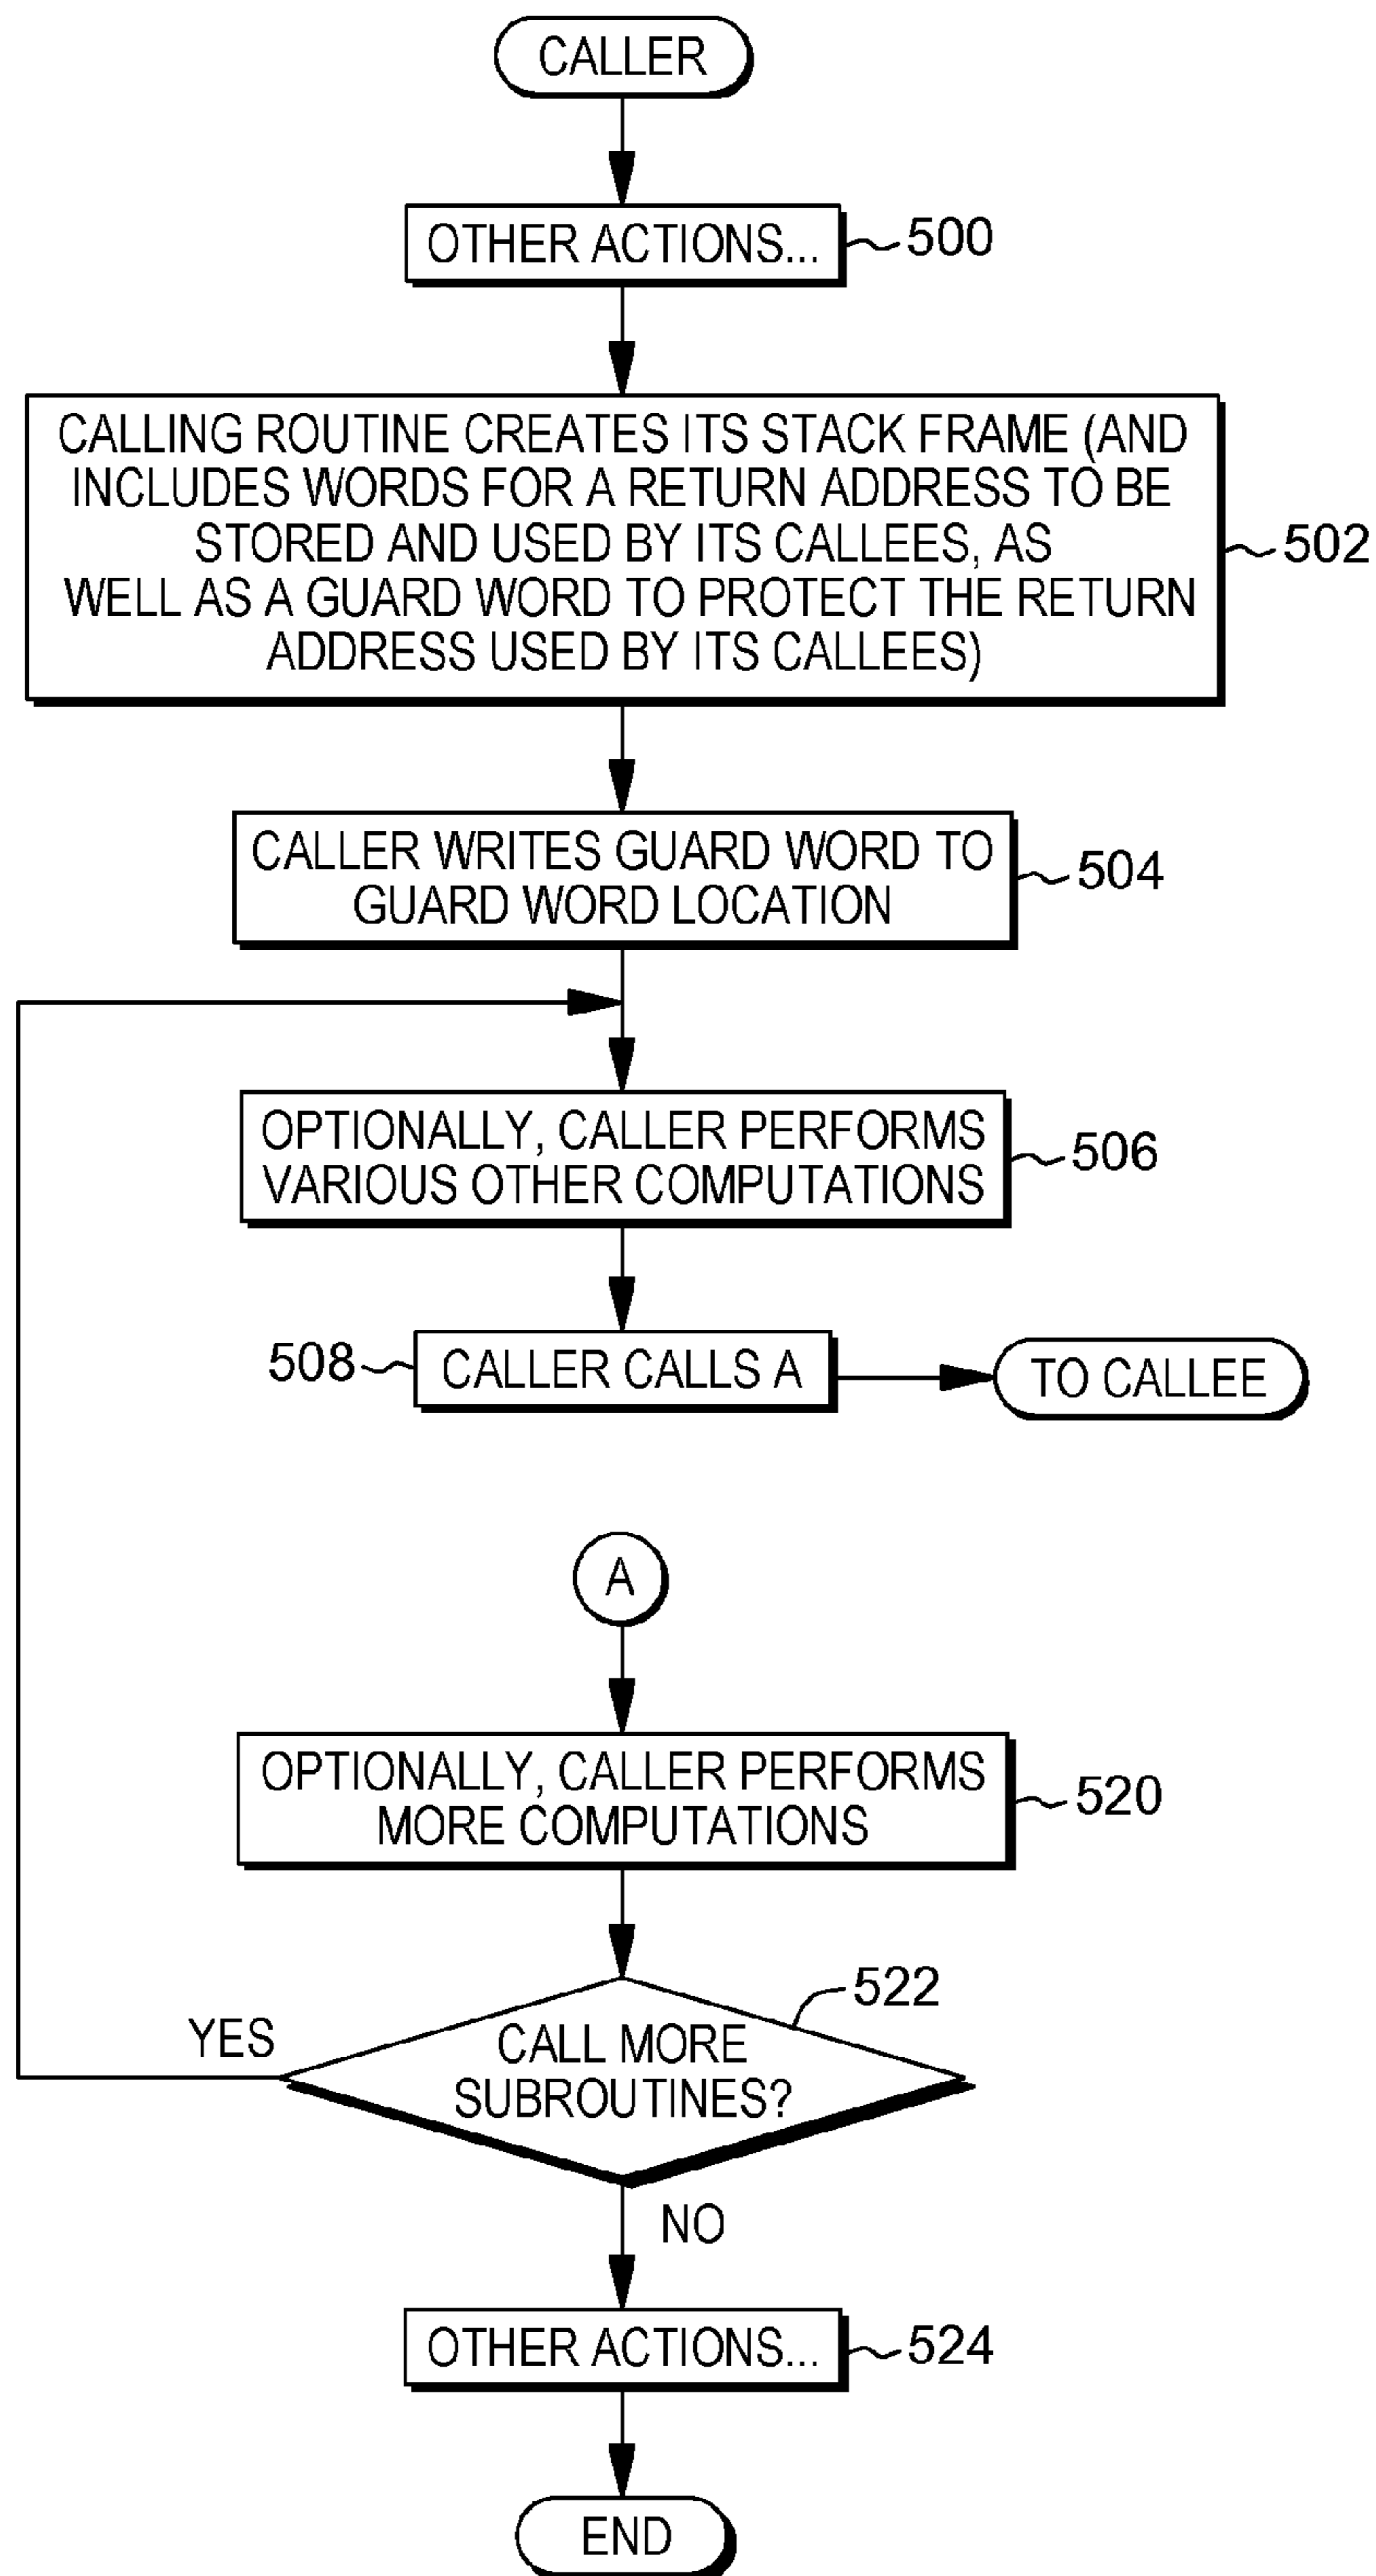 CALLER
OTHER ACTIONS...
500
CALLING ROUTINE CREATES ITS STACK FRAME (AND
INCLUDES WORDS FOR A RETURN ADDRESS TO BE
STORED AND USED BY ITS CALLEES, AS
WELL AS A GUARD WORD TO PROTECT THE RETURN
ADDRESS USED BY ITS CALLEES)
502
CALLER WRITES GUARD WORD TO
GUARD WORD LOCATION
504
OPTIONALLY, CALLER PERFORMS
VARIOUS OTHER COMPUTATIONS
506
508
CALLER CALLS A
TO CALLEE
A
OPTIONALLY, CALLER PERFORMS
MORE COMPUTATIONS
520
522
YES
CALL MORE
SUBROUTINES?
NO
OTHER ACTIONS...
524
END